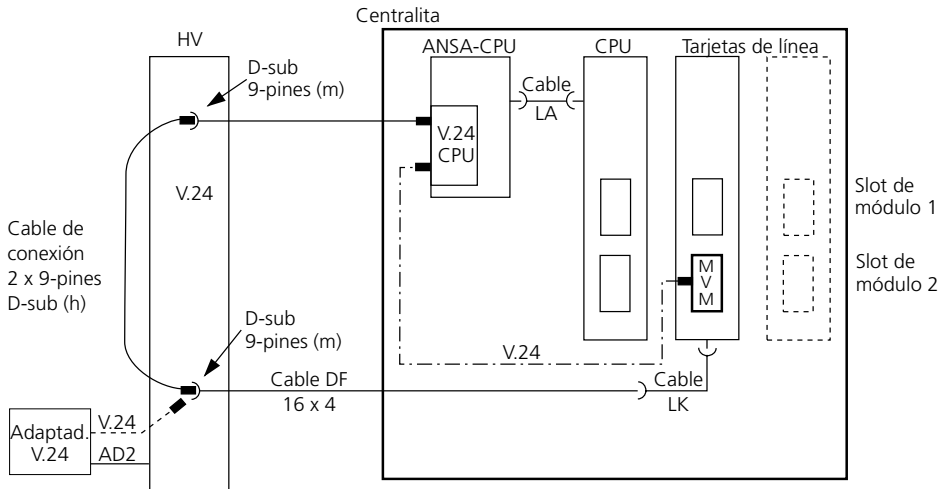 Centralita
HV
ANSA-CPU
CPU
Tarjetas de línea
D-sub
9-pines (m)
Cable
LA
V.24
CPU
V.24
Slot de
módulo 1
Cable de
conexión
2 x 9-pines
D-sub (h)
Slot de
módulo 2
M
V
M
D-sub
9-pines (m)
V.24
Cable DF
16 x 4
Cable
LK
V.24
Adaptad.
V.24
AD2